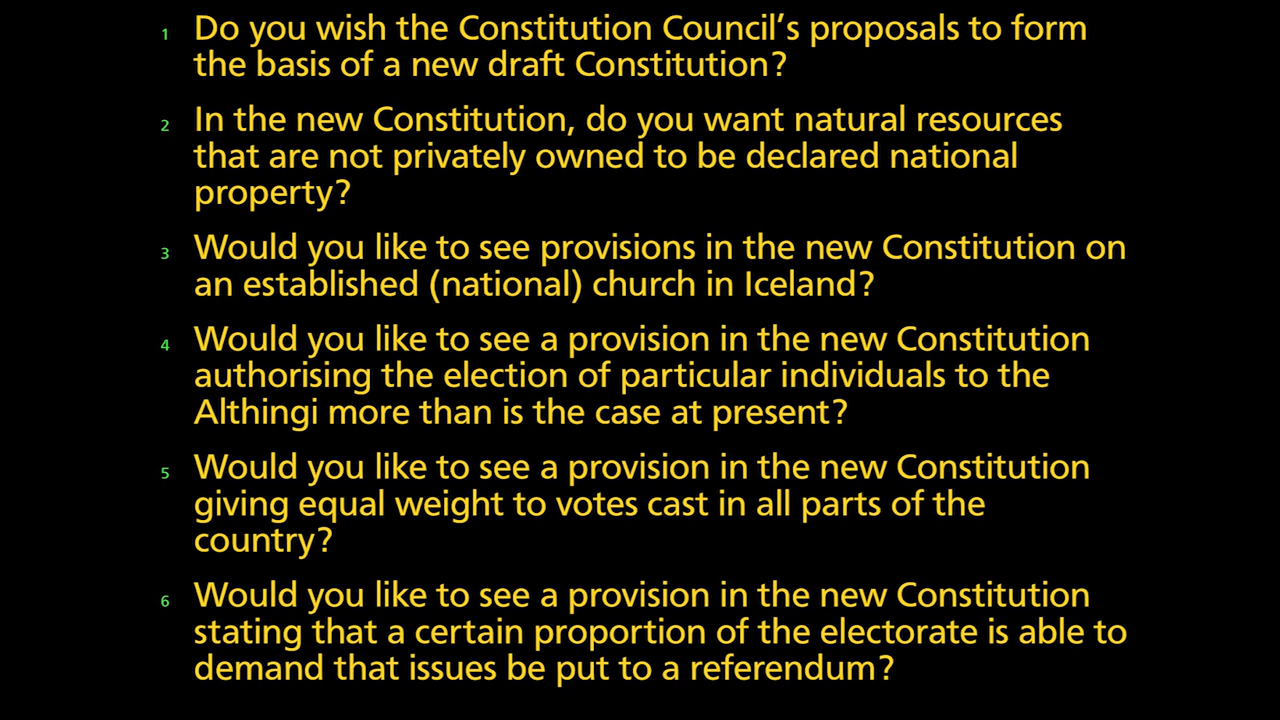 1 Do you wish the Constitution Council's proposals to form
the basis of a new draft Constitution?
2 In the new Constitution, do you want natural resources
that are not privately owned to be declared national
property?
3 Would you like to see provisions in the new Constitution on
an established (national) church in Iceland?
4 Would you like to see a provision in the new Constitution
authorising the election of particular individuals to the
Althingi more than is the case at present?
5 Would you like to see a provision in the new Constitution
giving equal weight to votes cast in all parts of the
country?
6 Would you like to see a provision in the new Constitution
stating that a certain proportion of the electorate is able to
demand that issues be put to a referendum?